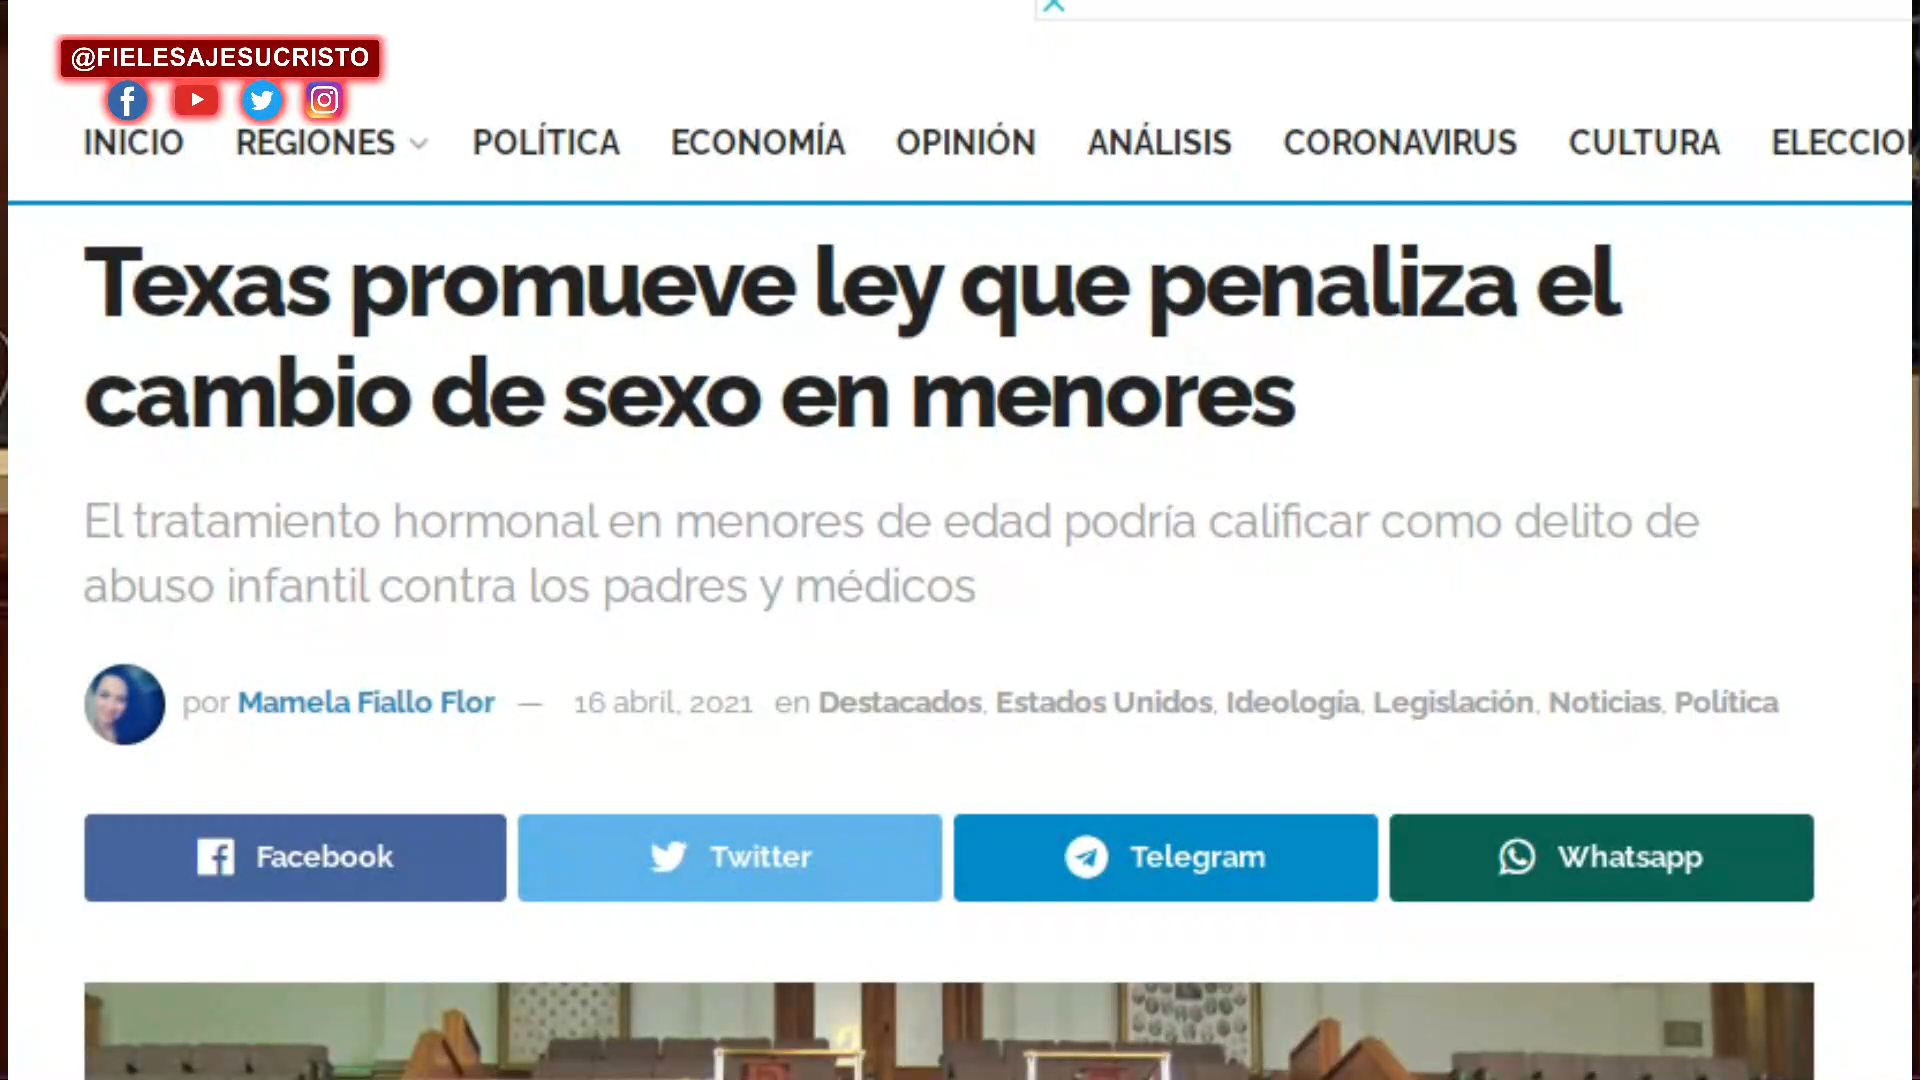 @FIELESAJESUCRISTO
INICIO REGIONES POLÍTICA ECONOMÍA OPINIÓN ANÁLISIS CORONAVIRUS CULTURA
Texas promueve ley que penaliza el
cambio de sexo en menores
El tratamiento hormonal en menores de edad podría calificar como delito de
abuso infantil contra los padres y médicos
por Mamela Fiallo Flor — 16 abril, 2021 en Destacados, Estados Unidos, Ideología, Legislación, Noticias, Política
Facebook Twitter Telegram Whatsapp